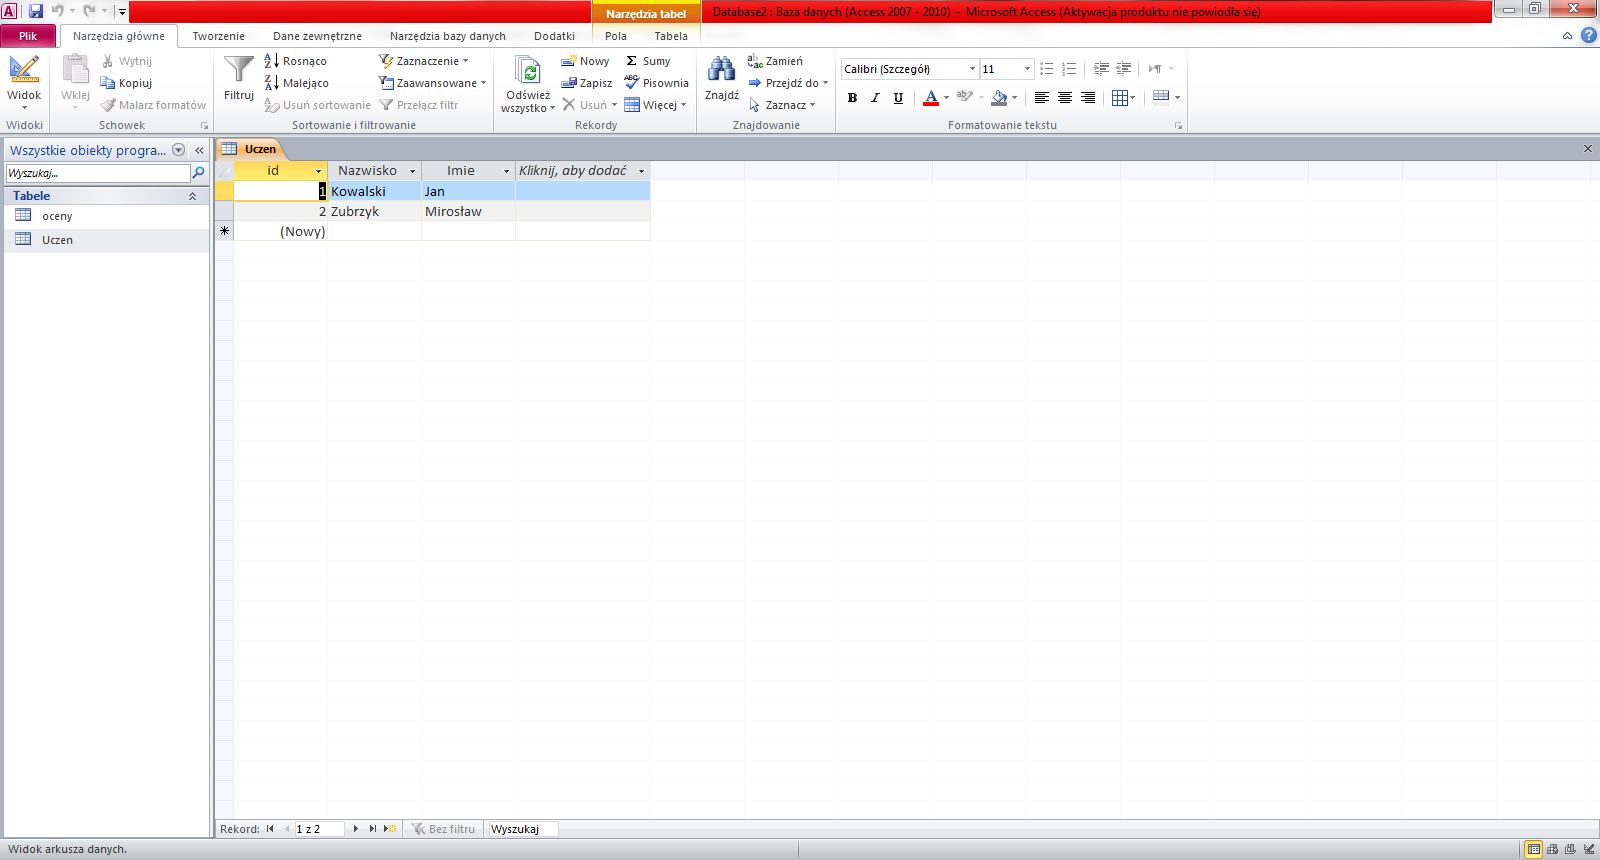 Narzędzia tabel
Database2 : Baza danych (Access 2007 - 2010) - Microsoft Access (Aktywacja produktu nie powiodła się)
Plik Narzędzia główne Tworzenie Dane zewnętrzne Narzędzia bazy danych Dodatki Pola Tabela
Widok
Widoki
Wklej
Wytnij
Kopiuj
Malarz formatów
Schowek
Filtruj
Rosnąco
Malejąco
Usuń sortowanie
Zaznaczenie
Zaawansowane
Przełącz filtr
Sortowanie i filtrowanie
Odśwież
wszystko
Nowy
Zapisz
Usuń
Sumy
Pisownia
Więcej
Rekordy
Znajdź
Zamień
Przejdź do
Zaznacz
Znajdowanie
Calibri (Szczegół) 11
B I U A
Formatowanie tekstu
Wszystkie obiekty progra...
Wyszukaj...
Tabele
oceny
Uczen
Uczen
id Nazwisko Imie Kliknij, aby dodać
1 Kowalski Jan
2 Zubrzyk Mirosław
(Nowy)
Rekord: 1 z 2 Bez filtru Wyszukaj
Widok arkusza danych.